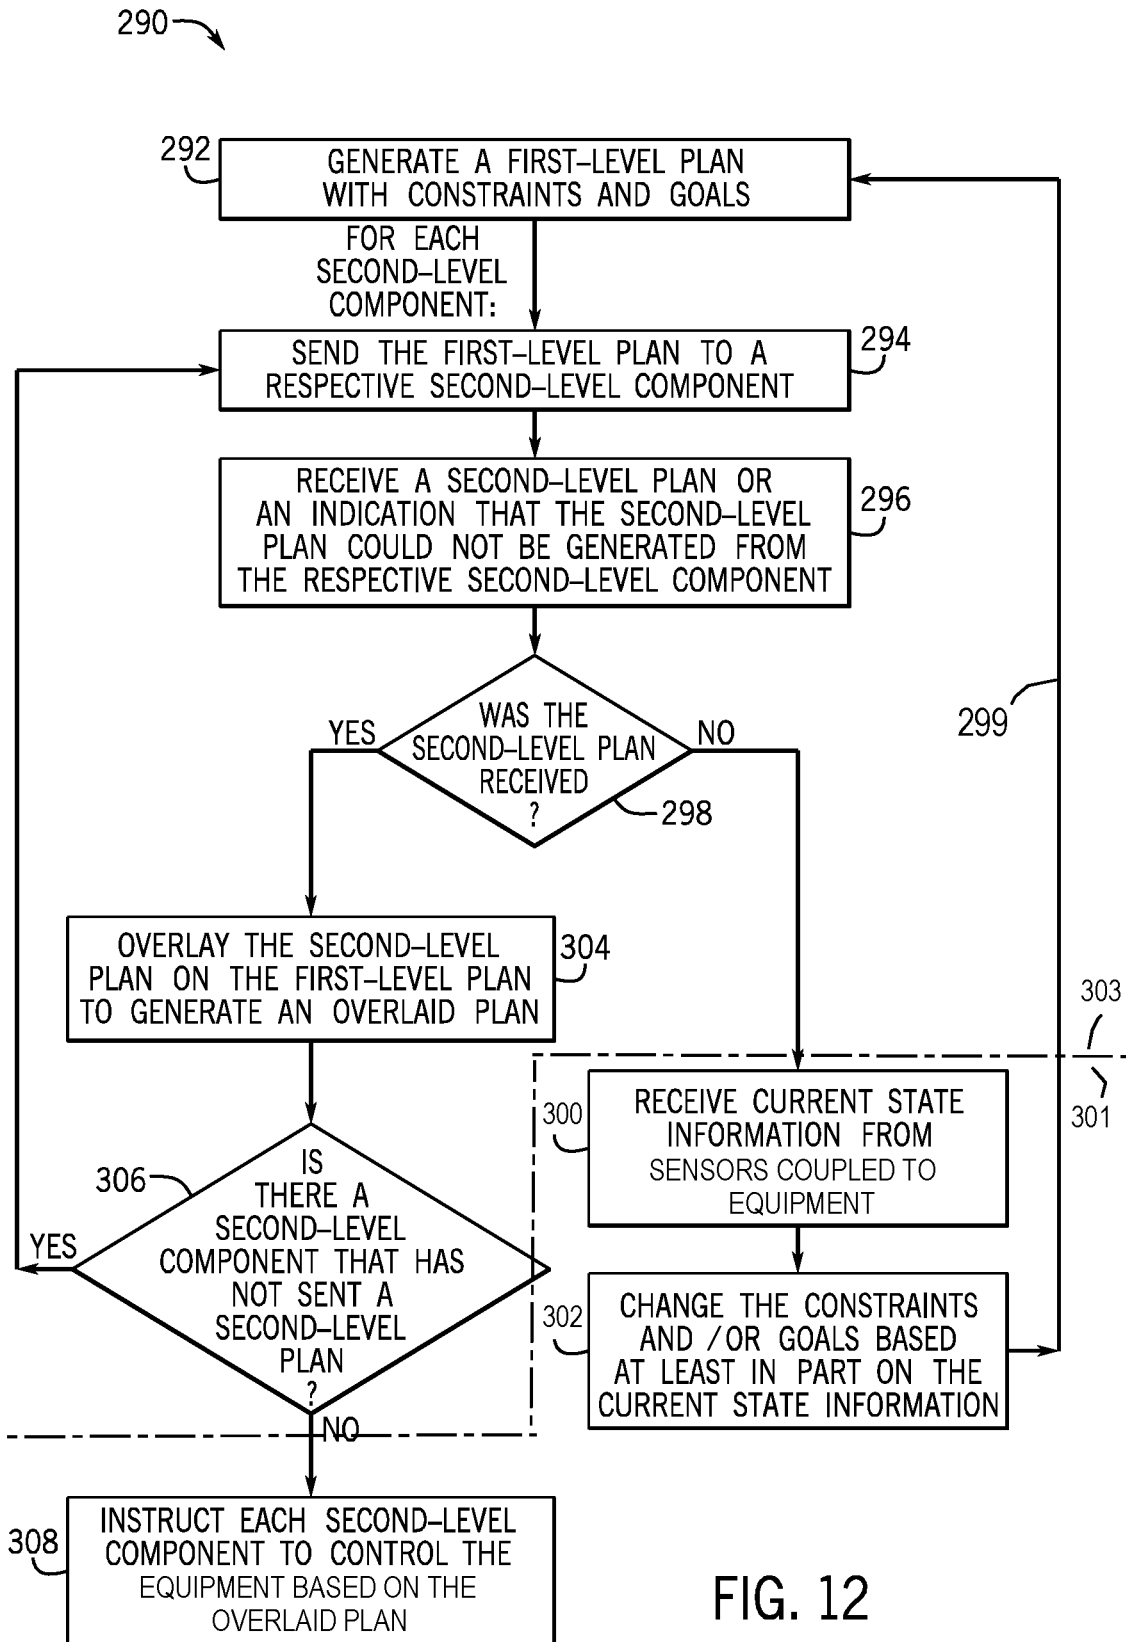 290
292
GENERATE A FIRST–LEVEL PLAN
WITH CONSTRAINTS AND GOALS
FOR EACH
SECOND–LEVEL
COMPONENT:
294
SEND THE FIRST–LEVEL PLAN TO A
RESPECTIVE SECOND–LEVEL COMPONENT
296
RECEIVE A SECOND–LEVEL PLAN OR
AN INDICATION THAT THE SECOND–LEVEL
PLAN COULD NOT BE GENERATED FROM
THE RESPECTIVE SECOND–LEVEL COMPONENT
299
YES
NO
WAS THE
SECOND–LEVEL PLAN
RECEIVED
?
298
OVERLAY THE SECOND–LEVEL
PLAN ON THE FIRST–LEVEL PLAN
TO GENERATE AN OVERLAID PLAN
304
303
301
300
RECEIVE CURRENT STATE
INFORMATION FROM
SENSORS COUPLED TO
EQUIPMENT
306
IS
THERE A
SECOND–LEVEL
COMPONENT THAT HAS
NOT SENT A
SECOND–LEVEL
PLAN
?
YES
NO
302
CHANGE THE CONSTRAINTS
AND /OR GOALS BASED
AT LEAST IN PART ON THE
CURRENT STATE INFORMATION
308
INSTRUCT EACH SECOND–LEVEL
COMPONENT TO CONTROL THE
EQUIPMENT BASED ON THE
OVERLAID PLAN
FIG. 12